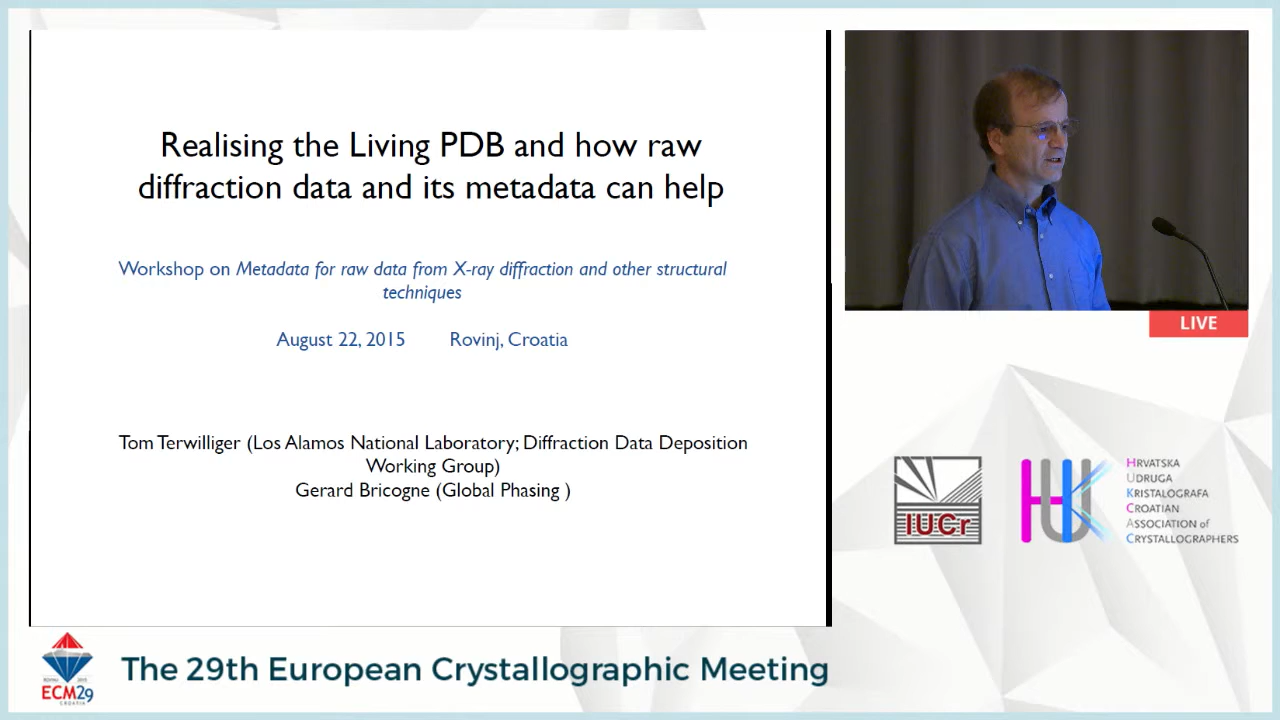 Realising the Living PDB and how raw
diffraction data and its metadata can help
Workshop on Metadata for raw data from X-ray diffraction and other structural
techniques
August 22, 2015 Rovinj, Croatia
Tom Terwilliger (Los Alamos National Laboratory; Diffraction Data Deposition
Working Group)
Gerard Bricogne (Global Phasing )
LIVE
IUCr
HUK
HRVATSKA
UDRUGA
KRISTALOGRAFA
CROATIAN
ASSOCIATION of
CRYSTALLOGRAPHERS
ECM29
CROATIA
The 29th European Crystallographic Meeting